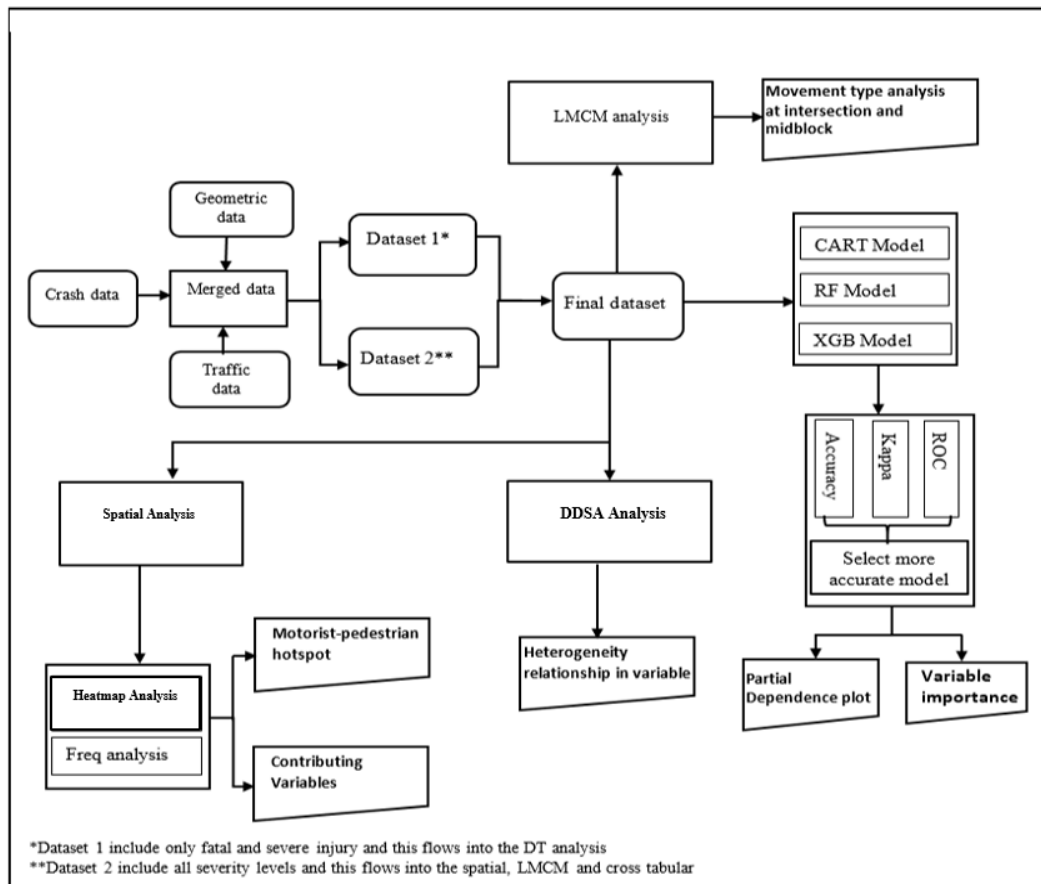 LMCM analysis
Movement type analysis
at intersection and
midblock
Geometric
data
Crash data
Merged data
Traffic
data
Dataset 1*
Dataset 2**
Final dataset
CART Model
RF Model
XGB Model
Accuracy
Kappa
ROC
Select more
accurate model
Spatial Analysis
DDSA Analysis
Motorist-pedestrian
hotspot
Heterogeneity
relationship in variable
Partial
Dependence plot
Variable
importance
Heatmap Analysis
Freq analysis
Contributing
Variables
*Dataset 1 include only fatal and severe injury and this flows into the DT analysis
**Dataset 2 include all severity levels and this flows into the spatial, LMCM and cross tabular